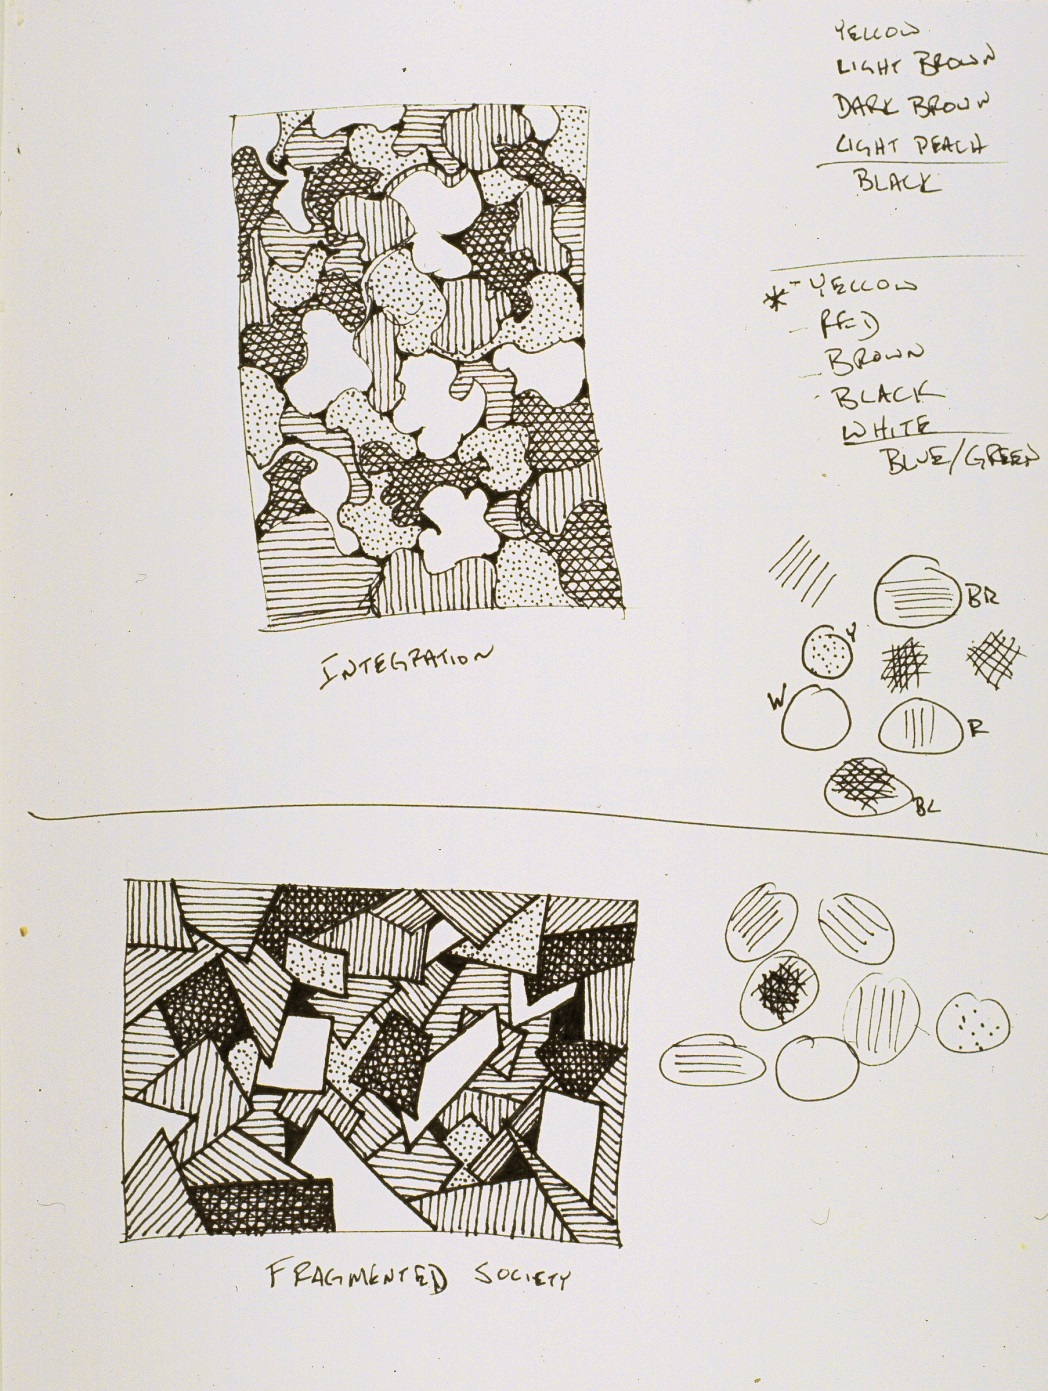 YELLOW
LIGHT BROWN
DARK BROWN
LIGHT PEACH
BLACK
* - YELLOW
- RED
- BROWN
- BLACK
WHITE
BLUE/GREEN
BR
Y
W
R
BL
INTEGRATION
FRAGMENTED SOCIETY